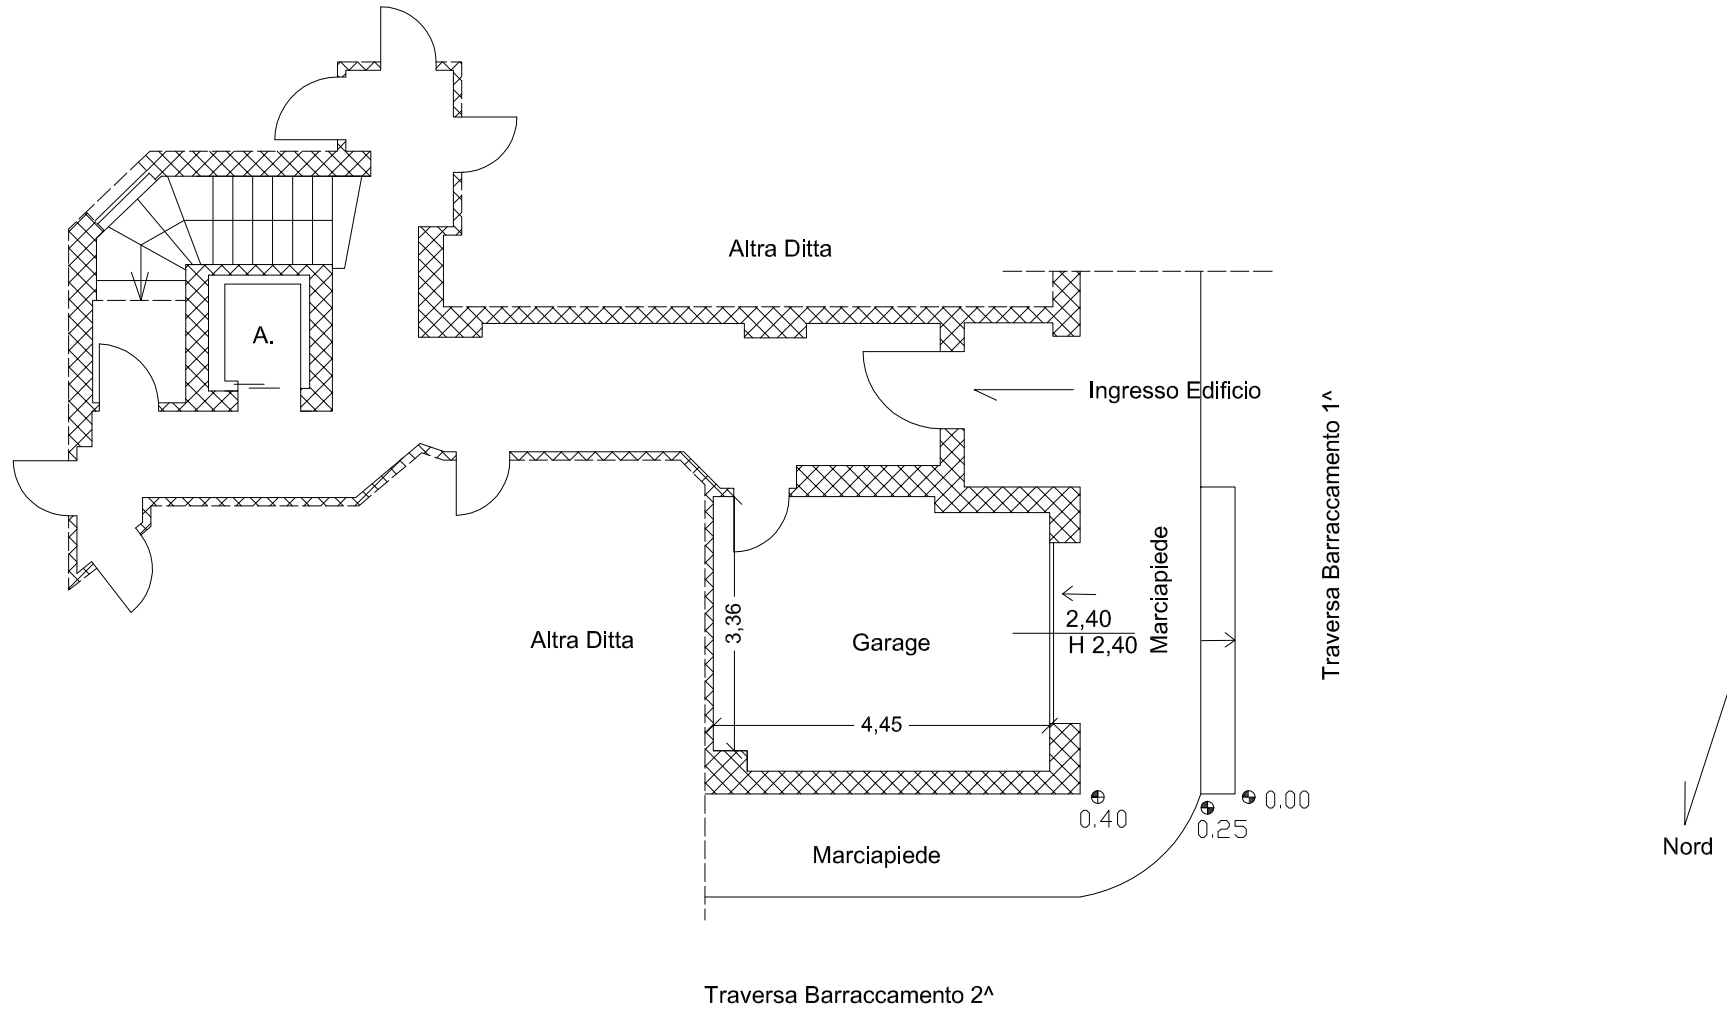 Altra Ditta
A.
Ingresso Edificio
Traversa Barraccamento 1^
Marciapiede
2,40
H 2,40
3,36
Altra Ditta
Garage
4,45
0.40
0.25
0.00
Marciapiede
Nord
Traversa Barraccamento 2^